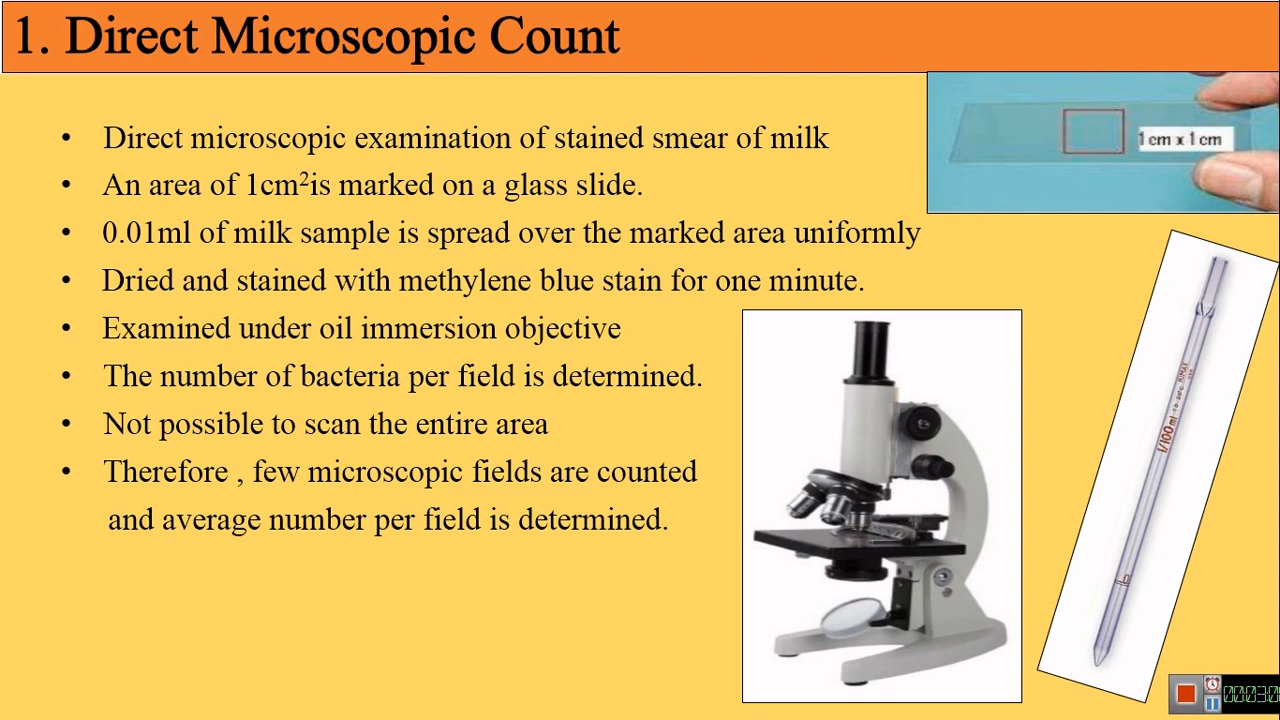 1. Direct Microscopic Count
• Direct microscopic examination of stained smear of milk
• An area of 1cm²is marked on a glass slide.
• 0.01ml of milk sample is spread over the marked area uniformly
• Dried and stained with methylene blue stain for one minute.
• Examined under oil immersion objective
• The number of bacteria per field is determined.
• Not possible to scan the entire area
• Therefore , few microscopic fields are counted
and average number per field is determined.
1 cm x 1 cm
1/100 ml